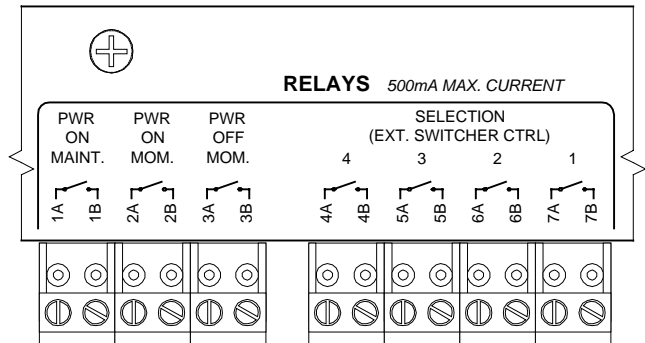 RELAYS 500mA MAX. CURRENT
PWR ON MAINT.
PWR ON MOM.
PWR OFF MOM.
SELECTION
(EXT. SWITCHER CTRL)
4 3 2 1
1A 1B 2A 2B 3A 3B 4A 4B 5A 5B 6A 6B 7A 7B